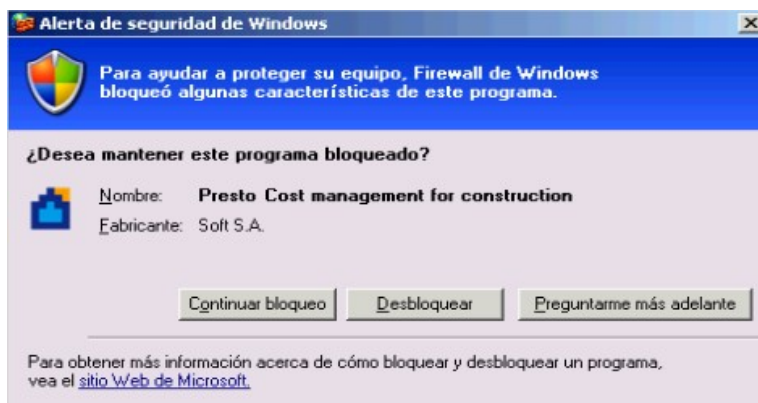 Alerta de seguridad de Windows
Para ayudar a proteger su equipo, Firewall de Windows
bloqueó algunas características de este programa.
¿Desea mantener este programa bloqueado?
Nombre: Presto Cost management for construction
Fabricante: Soft S.A.
Continuar bloqueo Desbloquear Preguntarme más adelante
Para obtener más información acerca de cómo bloquear y desbloquear un programa,
vea el sitio Web de Microsoft.